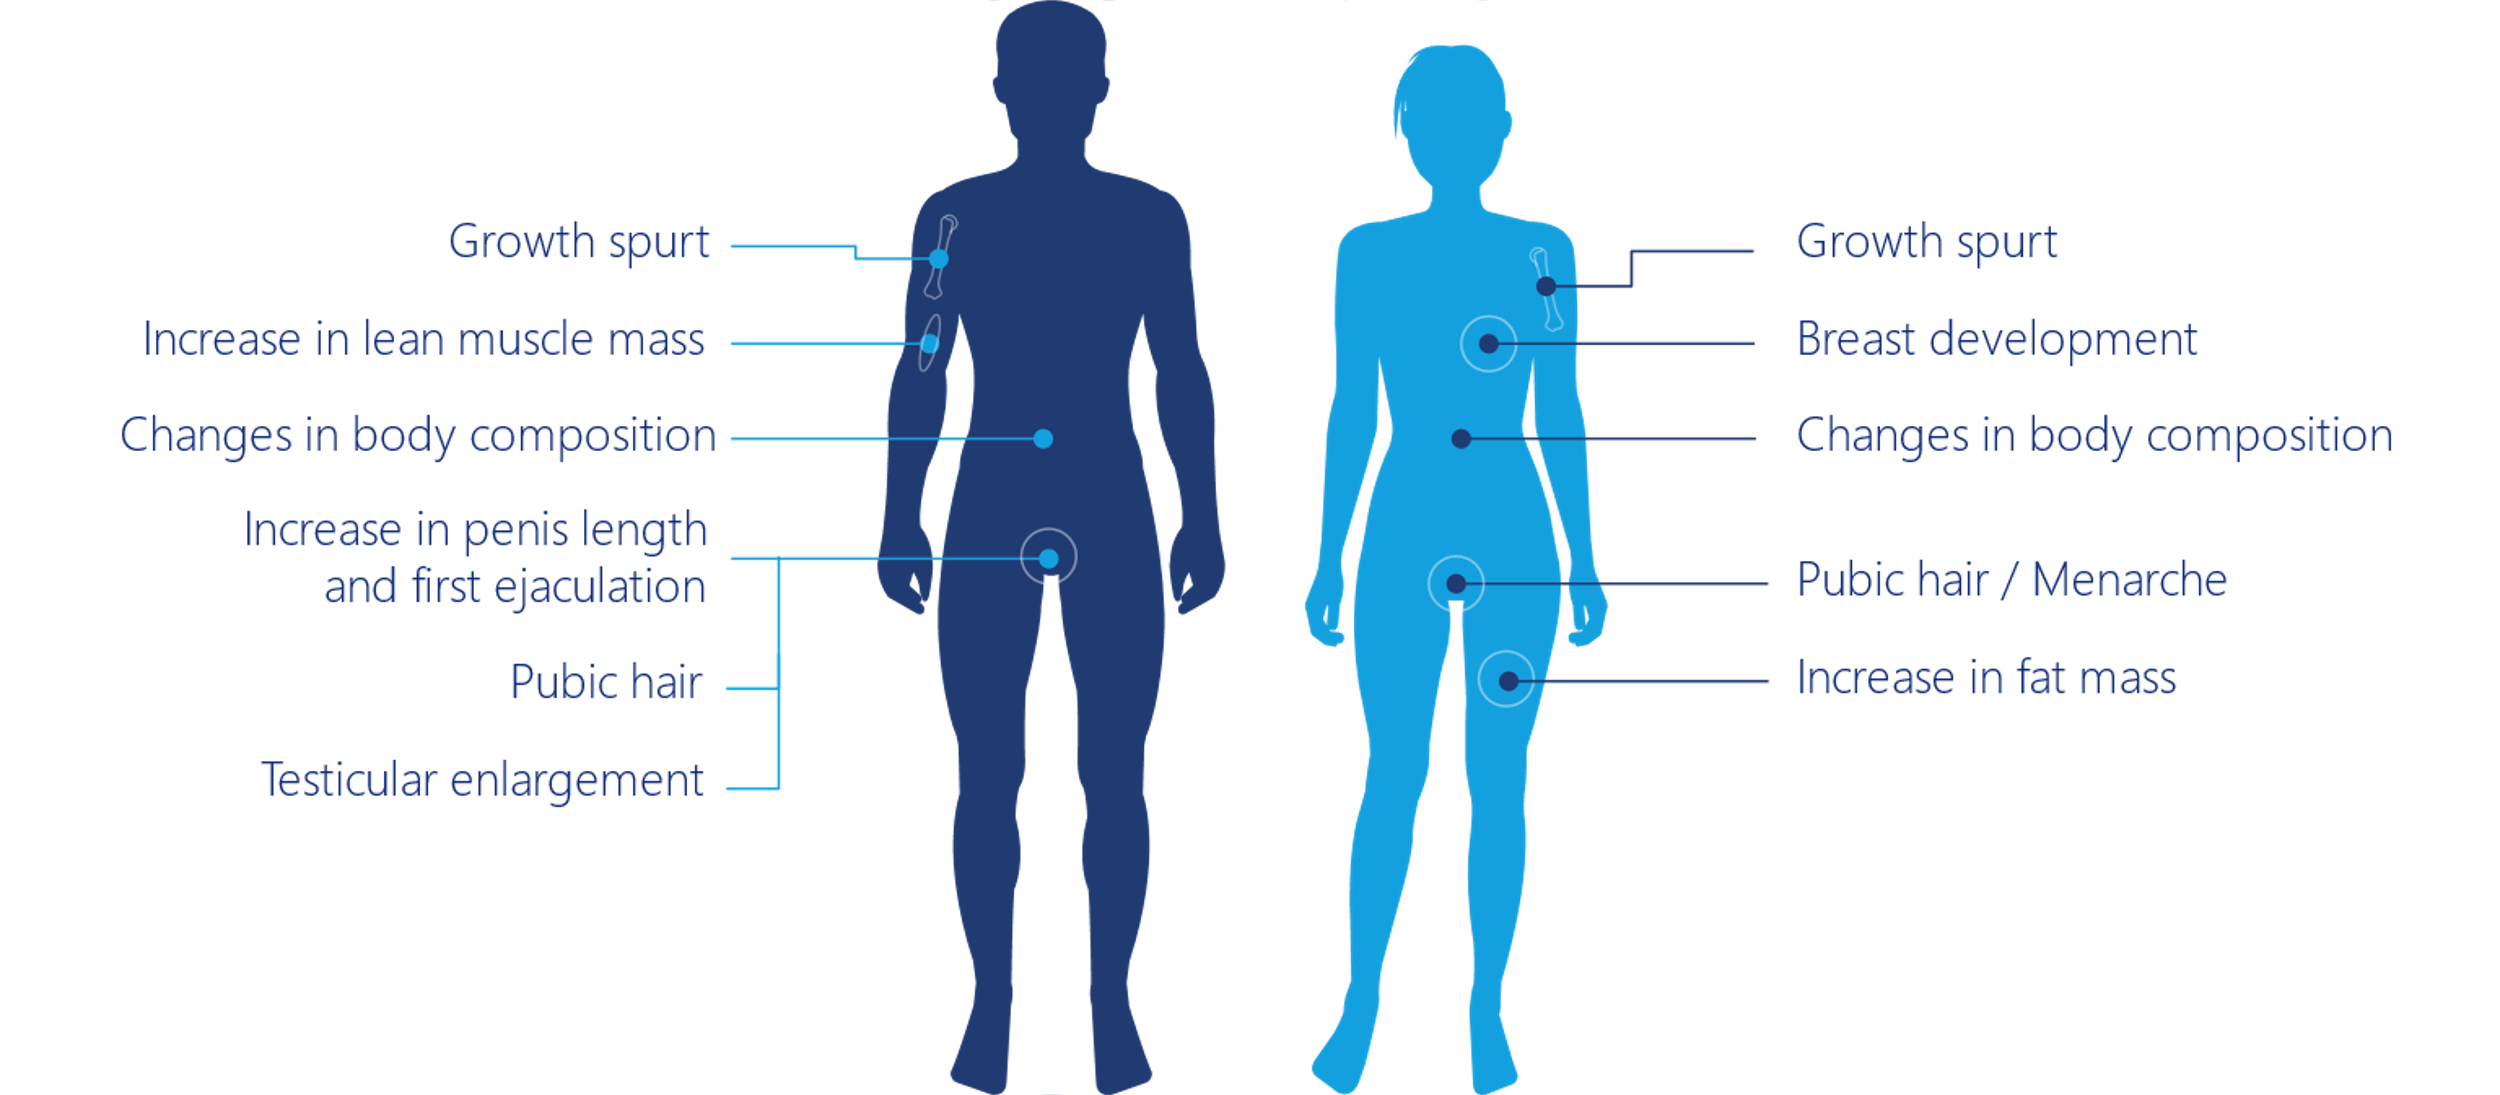 Growth spurt
Increase in lean muscle mass
Changes in body composition
Increase in penis length
and first ejaculation
Pubic hair
Testicular enlargement
Growth spurt
Breast development
Changes in body composition
Pubic hair / Menarche
Increase in fat mass